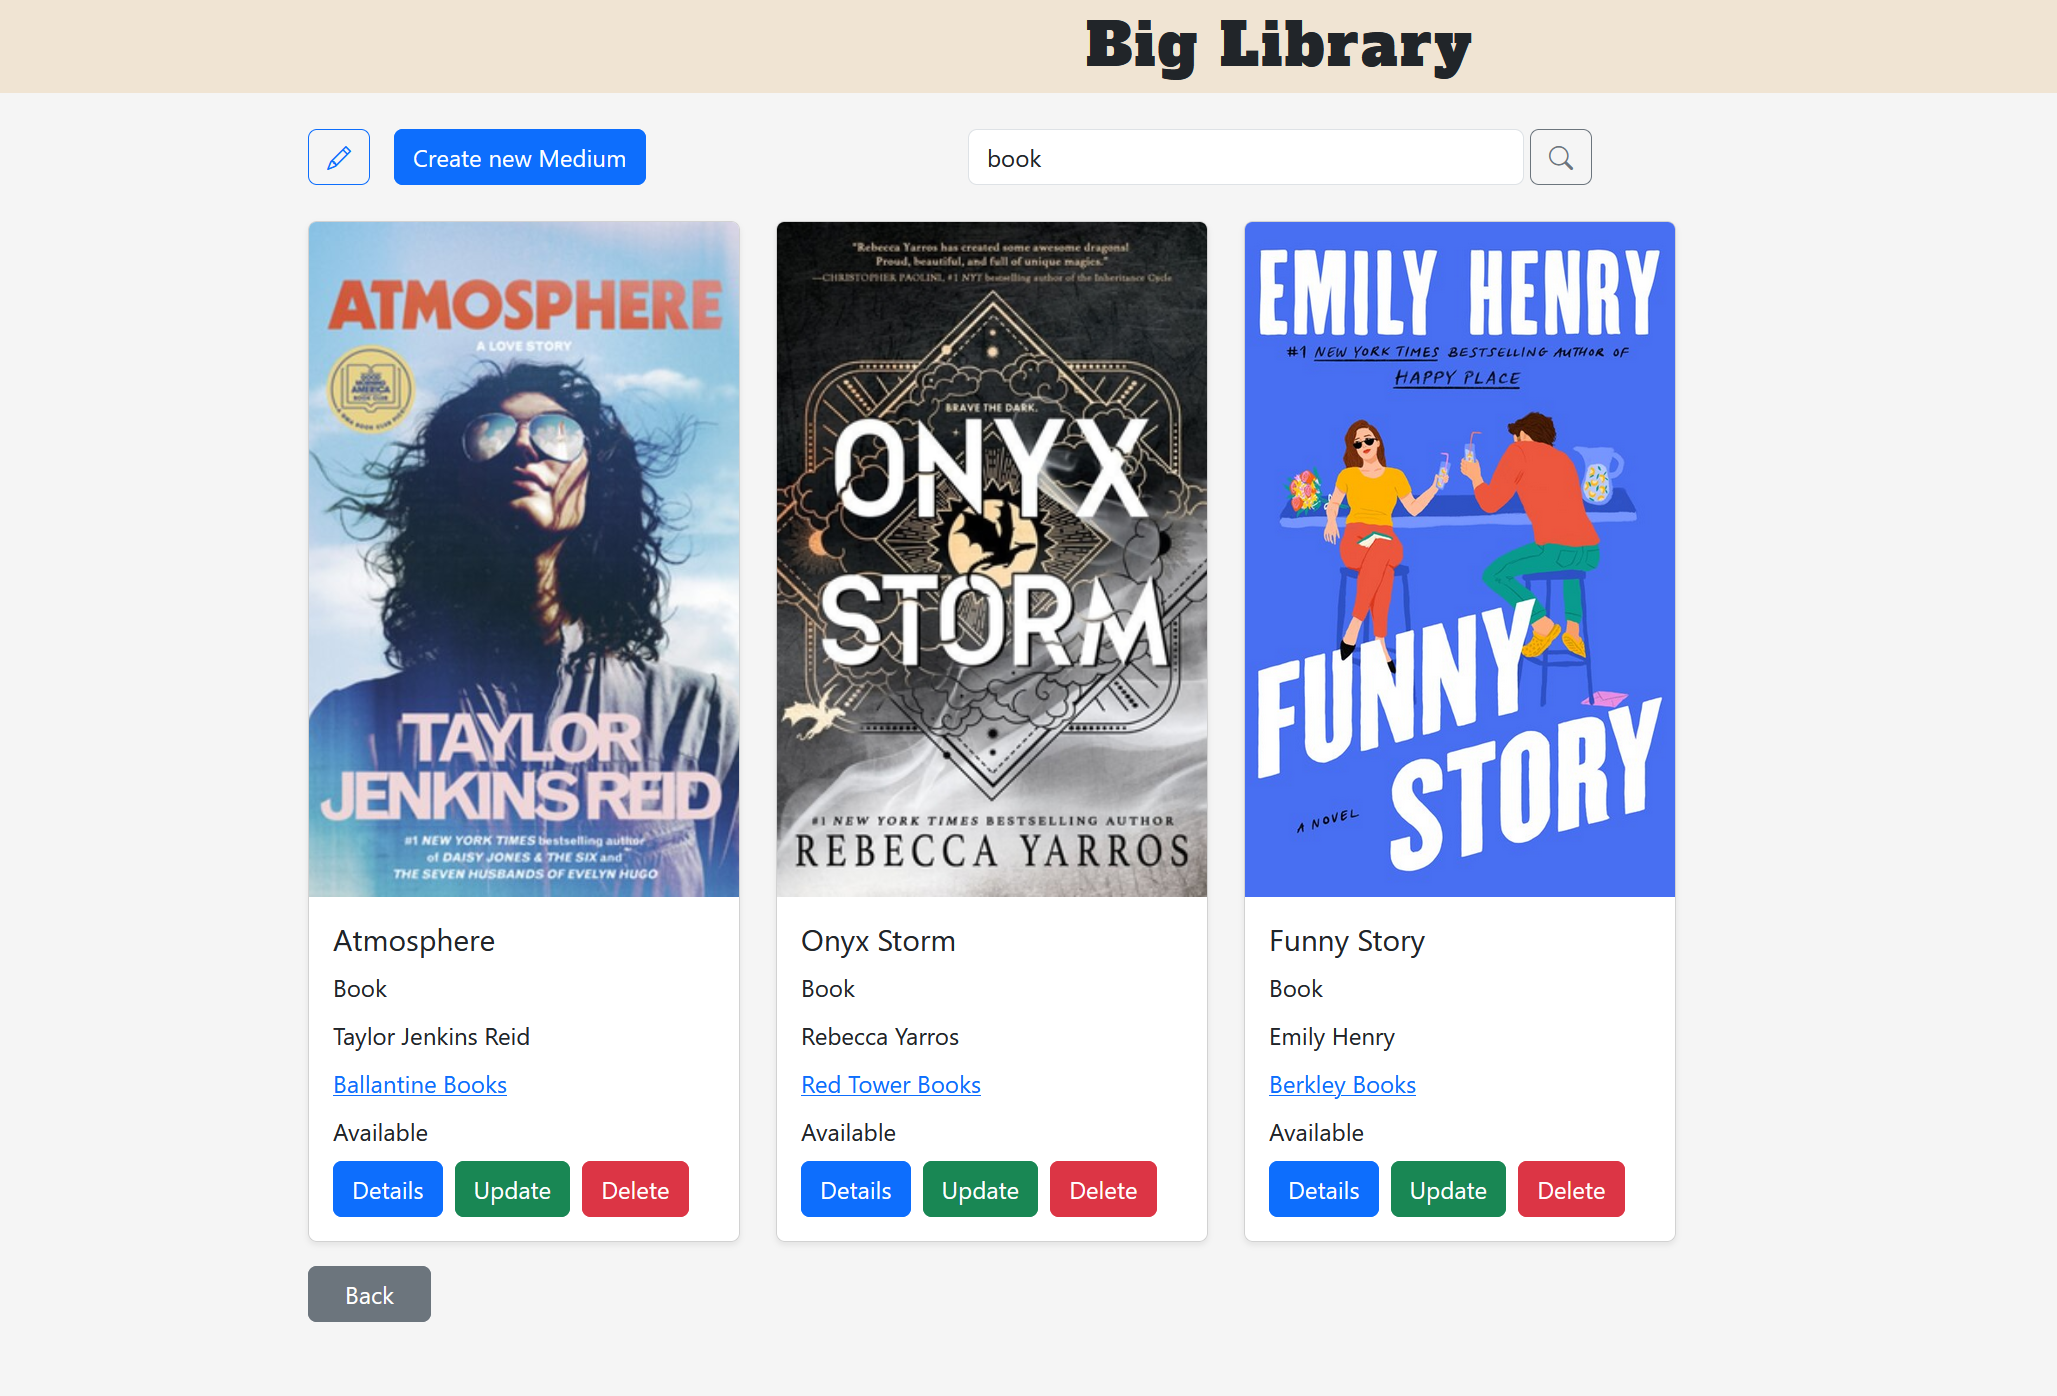 Big Library
Create new Medium
book
ATMOSPHERE
A LOVE STORY
GOOD
MORNING
AMERICA
BOOK CLUB
TAYLOR
JENKINS REID
#1 NEW YORK TIMES bestselling author
of DAISY JONES & THE SIX and
THE SEVEN HUSBANDS OF EVELYN HUGO
"Rebecca Yarros has created some awesome dragons!
Proud, beautiful, and full of unique magics."
—CHRISTOPHER PAOLINI, #1 NYT bestselling author of the Inheritance Cycle
BRAVE THE DARK.
ONYX
STORM
#1 NEW YORK TIMES BESTSELLING AUTHOR
REBECCA YARROS
EMILY HENRY
#1 NEW YORK TIMES BESTSELLING AUTHOR OF
HAPPY PLACE
FUNNY
STORY
A NOVEL
Atmosphere
Book
Taylor Jenkins Reid
Ballantine Books
Available
Details Update Delete
Onyx Storm
Book
Rebecca Yarros
Red Tower Books
Available
Details Update Delete
Funny Story
Book
Emily Henry
Berkley Books
Available
Details Update Delete
Back